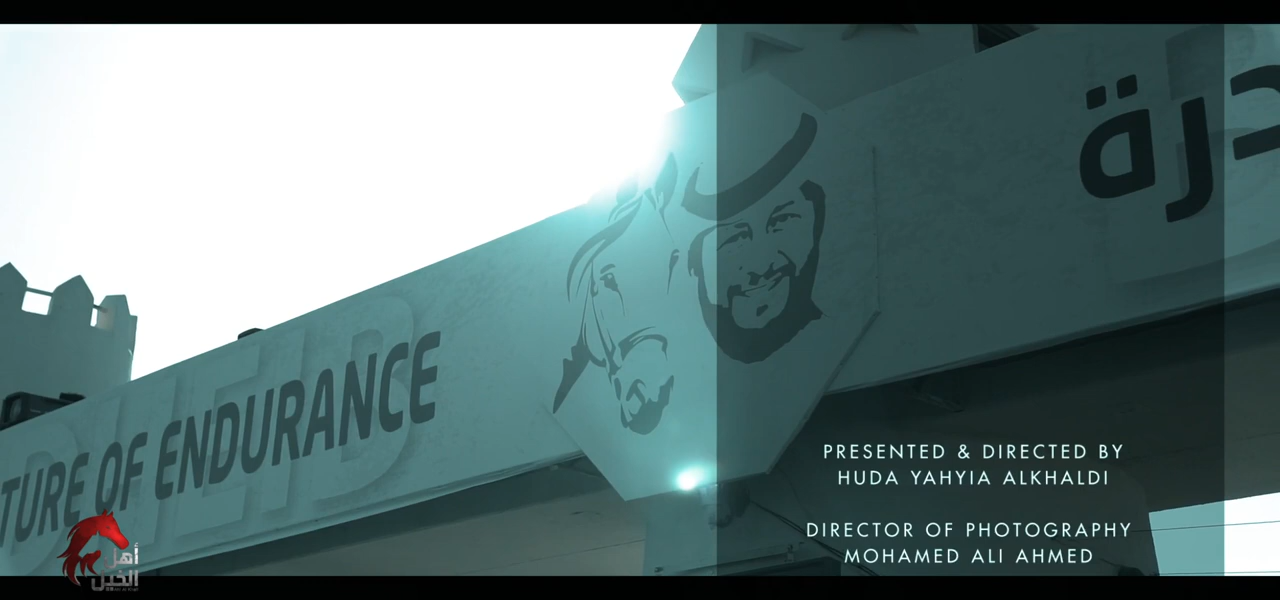 TURE OF ENDURANCE
درة
PRESENTED & DIRECTED BY
HUDA YAHYIA ALKHALDI
DIRECTOR OF PHOTOGRAPHY
MOHAMED ALI AHMED
أهل
الخيل